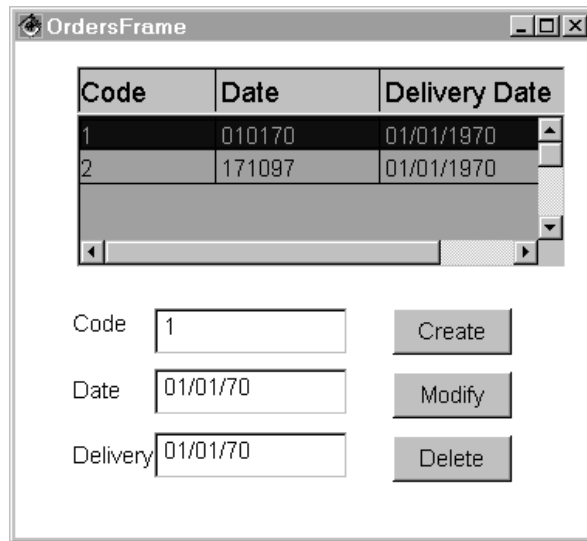 OrdersFrame
Code Date Delivery Date
1 010170 01/01/1970
2 171097 01/01/1970
Code 1 Create
Date 01/01/70 Modify
Delivery 01/01/70 Delete